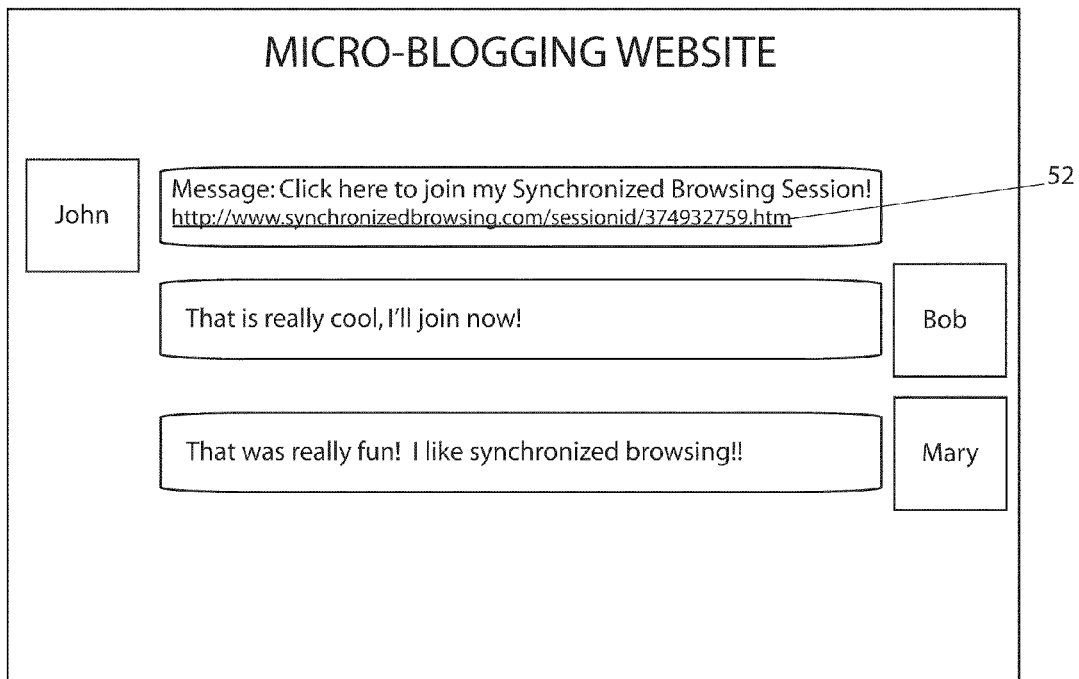 MICRO-BLOGGING WEBSITE
John
Message: Click here to join my Synchronized Browsing Session!
http://www.synchronizedbrowsing.com/sessionid/374932759.htm
52
That is really cool, I'll join now!
Bob
That was really fun! I like synchronized browsing!!
Mary